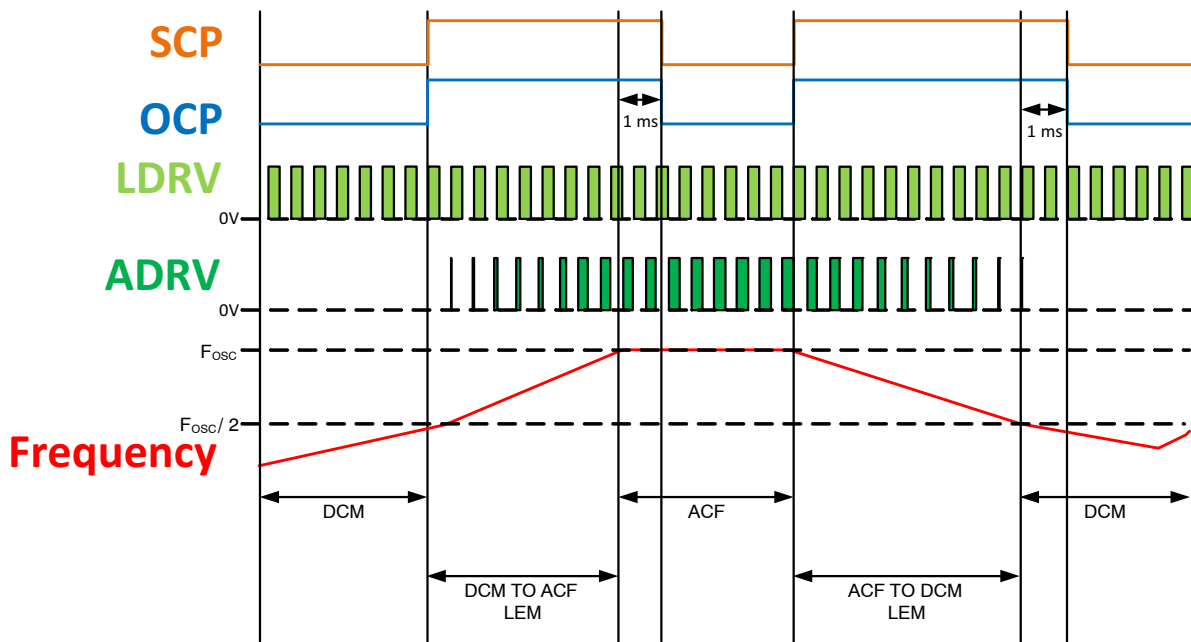 SCP
OCP
1 ms
1 ms
LDRV
0V
ADRV
0V
FOSC
FOSC/ 2
Frequency
DCM
ACF
DCM
DCM TO ACF
LEM
ACF TO DCM
LEM